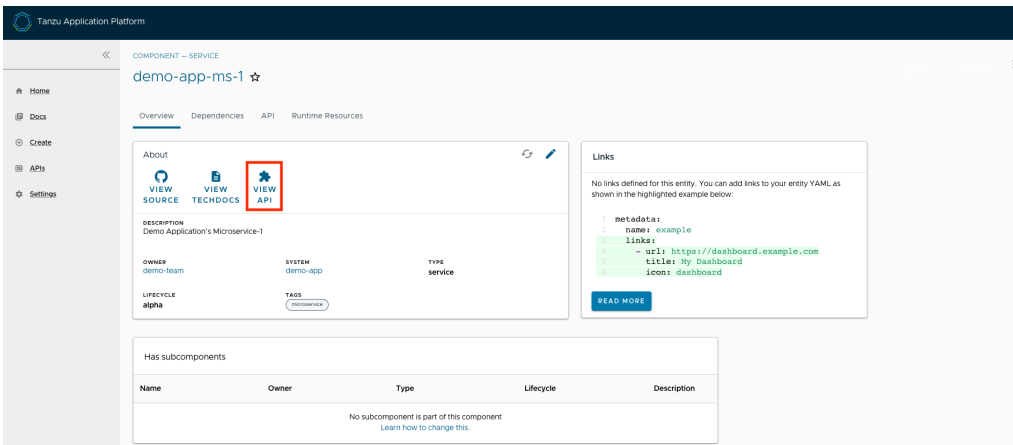 Tanzu Application Platform
Home
Docs
Create
APIs
Settings
COMPONENT — SERVICE
demo-app-ms-1
Overview Dependencies API Runtime Resources
About
VIEW SOURCE
VIEW TECHDOCS
VIEW API
DESCRIPTION
Demo Application's Microservice-1
OWNER
demo-team
SYSTEM
demo-app
TYPE
service
LIFECYCLE
alpha
TAGS
microservice
Links
No links defined for this entity. You can add links to your entity YAML as
shown in the highlighted example below:
1 metadata:
2 name: example
3 links:
4 - url: https://dashboard.example.com
5 title: My Dashboard
6 icon: dashboard
READ MORE
Has subcomponents
Name Owner Type Lifecycle Description
No subcomponent is part of this component
Learn how to change this.